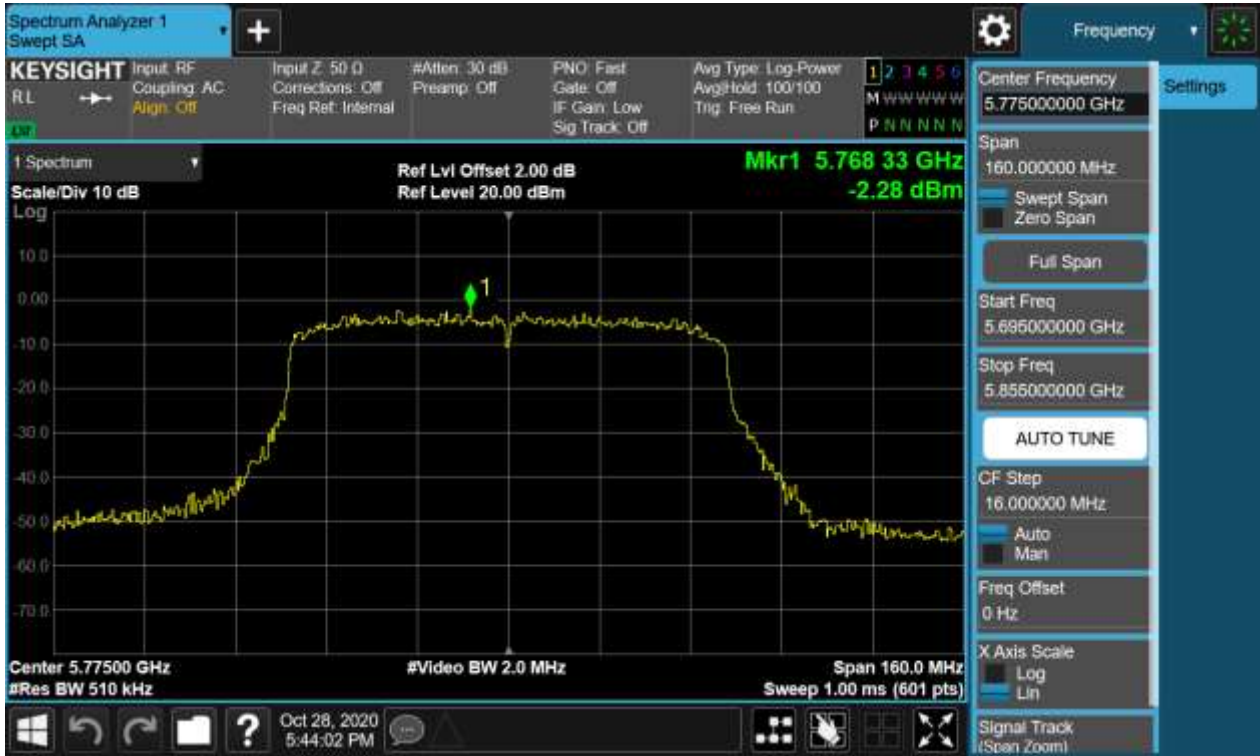 Spectrum Analyzer 1
Swept SA
+
Frequency
KEYSIGHT
RL
Input: RF
Coupling: AC
Align: Off
Input Z: 50 Ω
Corrections: Off
Freq Ref: Internal
#Atten: 30 dB
Preamp: Off
PNO: Fast
Gate: Off
IF Gain: Low
Sig Track: Off
Avg Type: Log-Power
Avg|Hold: 100/100
Trig: Free Run
1 2 3 4 5 6
M W W W W W
P N N N N N
1 Spectrum
Scale/Div 10 dB
Ref Lvl Offset 2.00 dB
Ref Level 20.00 dBm
Mkr1 5.768 33 GHz
-2.28 dBm
Log
10.0
0.00
-10.0
-20.0
-30.0
-40.0
-50.0
-60.0
-70.0
1
Center 5.77500 GHz
#Res BW 510 kHz
#Video BW 2.0 MHz
Span 160.0 MHz
Sweep 1.00 ms (601 pts)
?
Oct 28, 2020
5:44:02 PM
Center Frequency
5.775000000 GHz
Settings
Span
160.000000 MHz
Swept Span
Zero Span
Full Span
Start Freq
5.695000000 GHz
Stop Freq
5.855000000 GHz
AUTO TUNE
CF Step
16.000000 MHz
Auto
Man
Freq Offset
0 Hz
X Axis Scale
Log
Lin
Signal Track
(Span Zoom)